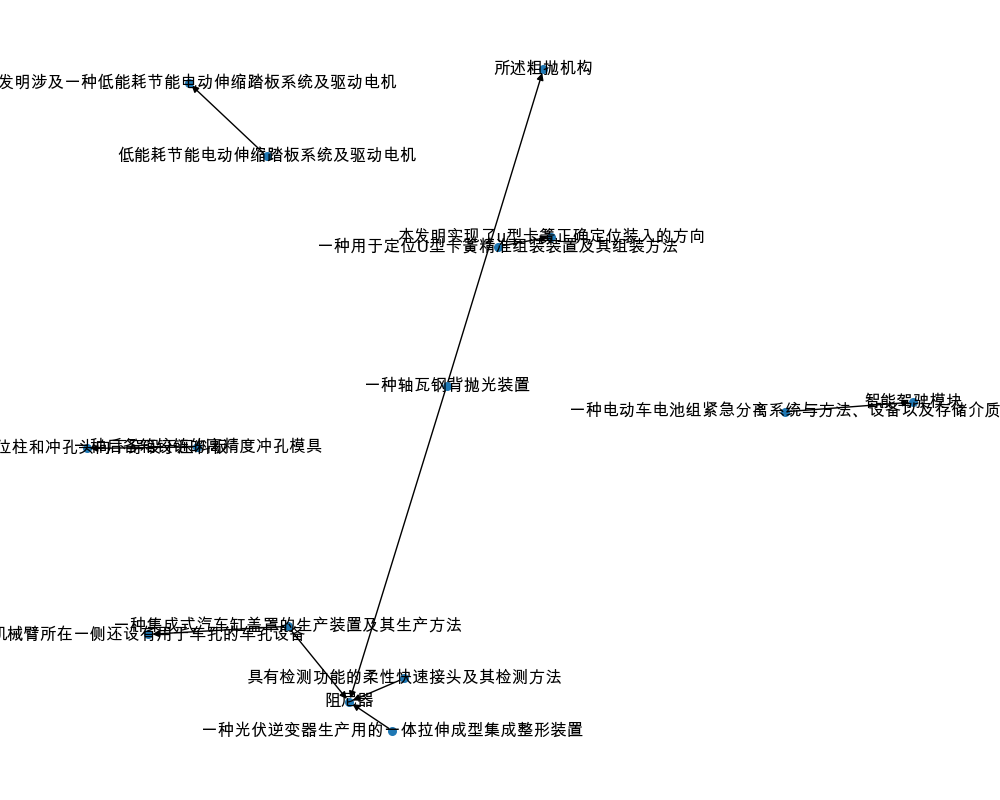 所述粗抛机构
发明涉及一种低能耗节能电动伸缩踏板系统及驱动电机
低能耗节能电动伸缩踏板系统及驱动电机
本发明实现了u型卡簧正确定位装入的方向
一种用于定位U型卡簧精准组装装置及其组装方法
一种轴瓦钢背抛光装置
智能驾驶模块
一种电动车电池组紧急分离系统与方法、设备以及存储介质
位柱和冲孔头
精度冲孔模具
一种集成式汽车缸盖罩的生产装置及其生产方法
机械臂所在一侧还设有用于车孔的车孔设备
具有检测功能的柔性快速接头及其检测方法
一种光伏逆变器生产用的一体拉伸成型集成整形装置